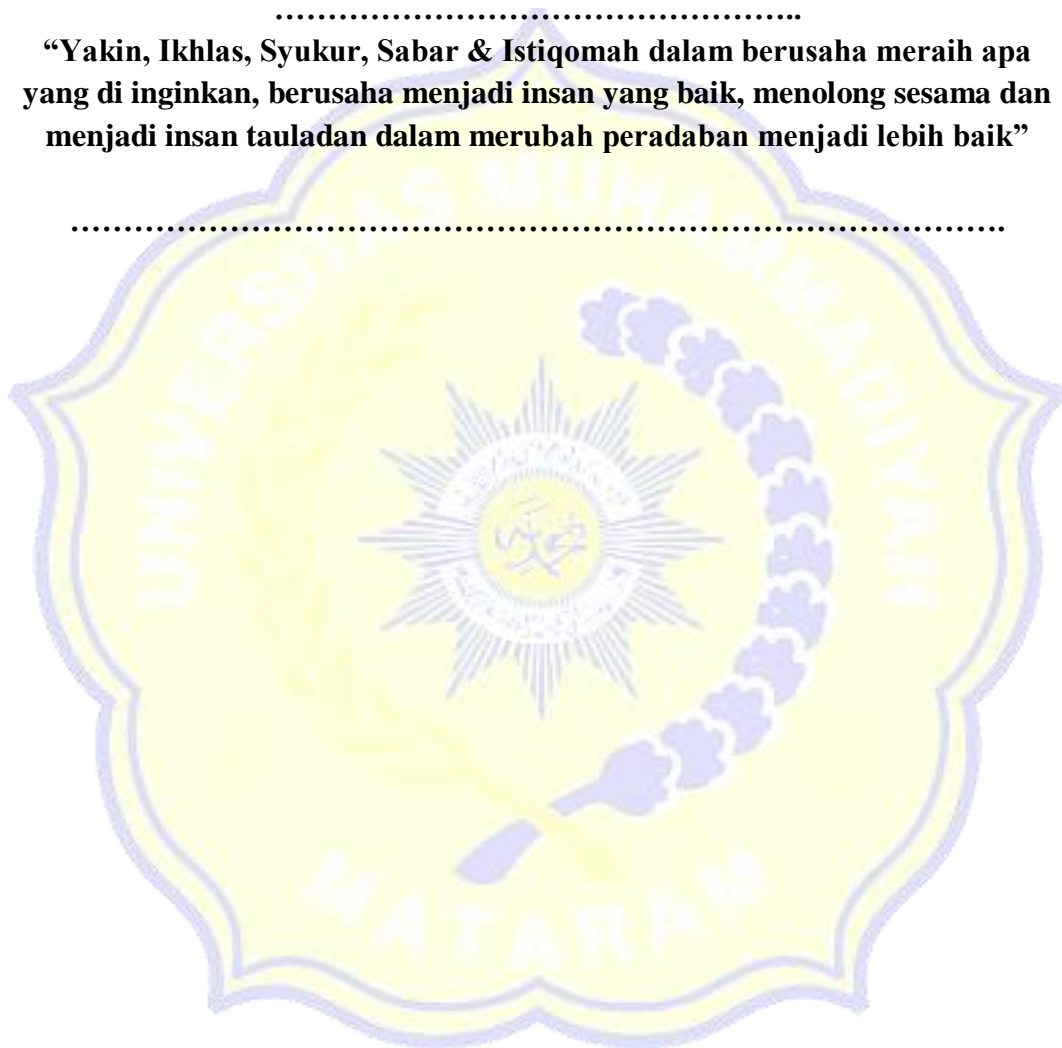 ……………………………………………..
“Yakin, Ikhlas, Syukur, Sabar & Istiqomah dalam berusaha meraih apa
yang di inginkan, berusaha menjadi insan yang baik, menolong sesama dan
menjadi insan tauladan dalam merubah peradaban menjadi lebih baik”
…………………………………………………………………………….
UNIVERSITAS MUHAMMADIYAH
MATARAM